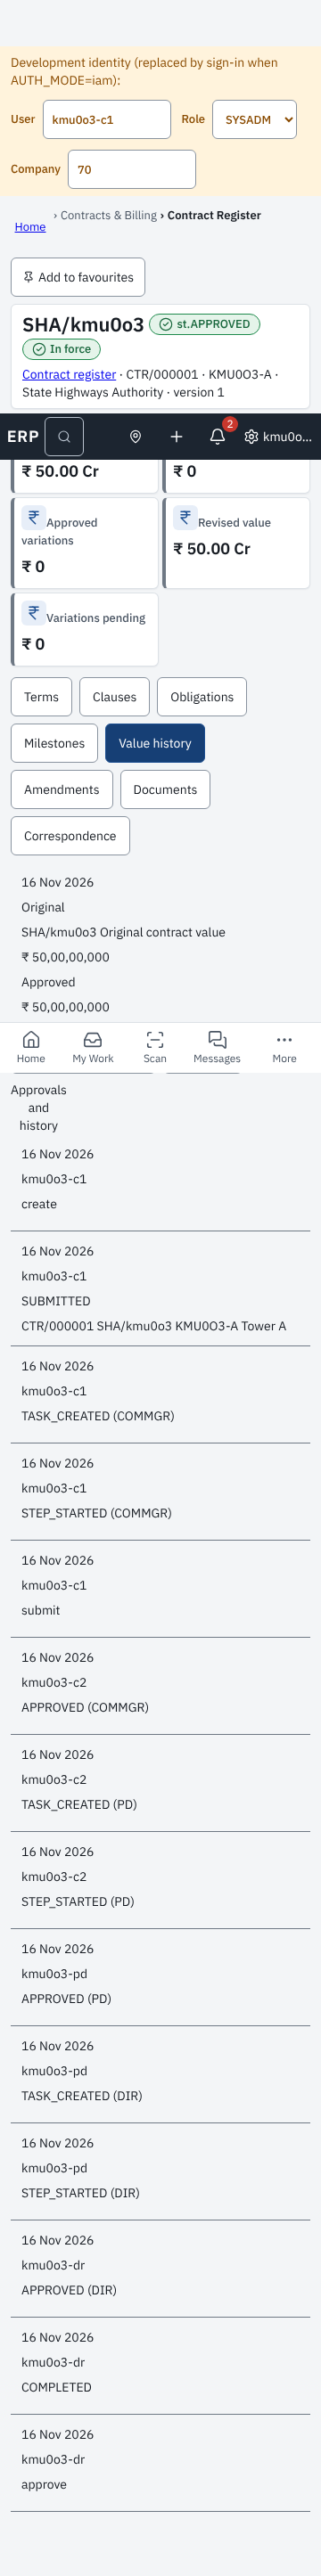 Development identity (replaced by sign-in when
AUTH_MODE=iam):
User kmu0o3-c1 Role SYSADM
Company 70
› Contracts & Billing › Contract Register
Home
Add to favourites
SHA/kmu0o3 st.APPROVED
In force
Contract register · CTR/000001 · KMU0O3-A ·
State Highways Authority · version 1
ERP 2 kmu0o...
₹ 50.00 Cr ₹ 0
₹ Approved
variations
₹ 0
₹ Revised value
₹ 50.00 Cr
₹ Variations pending
₹ 0
Terms Clauses Obligations
Milestones Value history
Amendments Documents
Correspondence
16 Nov 2026
Original
SHA/kmu0o3 Original contract value
₹ 50,00,00,000
Approved
₹ 50,00,00,000
Home My Work Scan Messages More
Approvals
and
history
16 Nov 2026
kmu0o3-c1
create
16 Nov 2026
kmu0o3-c1
SUBMITTED
CTR/000001 SHA/kmu0o3 KMU0O3-A Tower A
16 Nov 2026
kmu0o3-c1
TASK_CREATED (COMMGR)
16 Nov 2026
kmu0o3-c1
STEP_STARTED (COMMGR)
16 Nov 2026
kmu0o3-c1
submit
16 Nov 2026
kmu0o3-c2
APPROVED (COMMGR)
16 Nov 2026
kmu0o3-c2
TASK_CREATED (PD)
16 Nov 2026
kmu0o3-c2
STEP_STARTED (PD)
16 Nov 2026
kmu0o3-pd
APPROVED (PD)
16 Nov 2026
kmu0o3-pd
TASK_CREATED (DIR)
16 Nov 2026
kmu0o3-pd
STEP_STARTED (DIR)
16 Nov 2026
kmu0o3-dr
APPROVED (DIR)
16 Nov 2026
kmu0o3-dr
COMPLETED
16 Nov 2026
kmu0o3-dr
approve